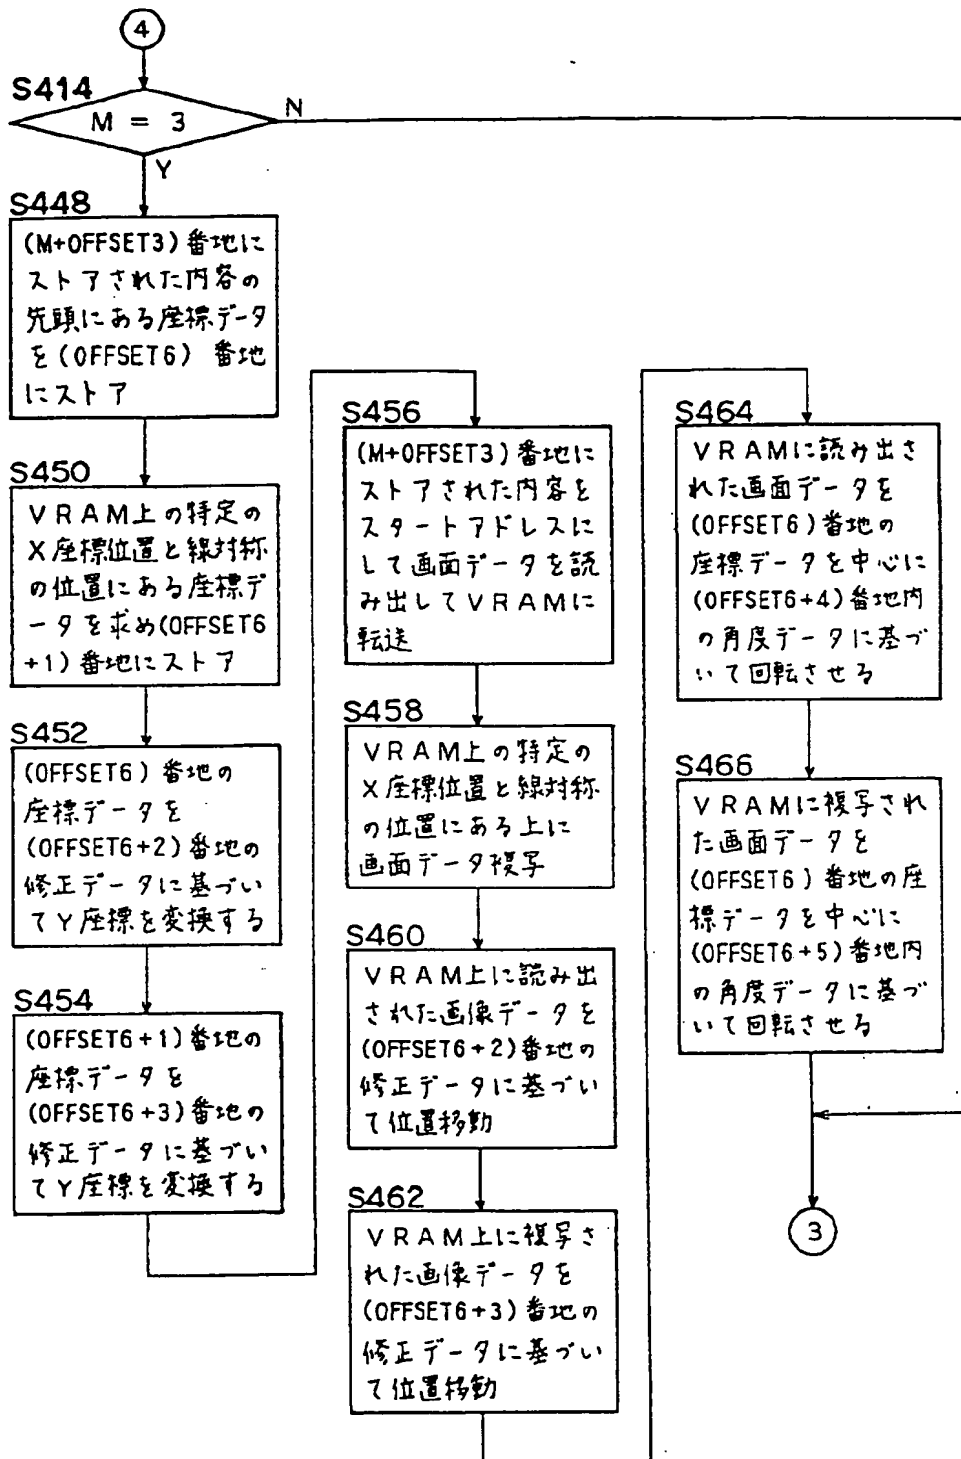 4
S414
M = 3
N
Y
S448
(M+OFFSET3)番地に
ストアされた内容の
先頭にある座標データ
を(OFFSET6) 番地
にストア
S450
VRAM上の特定の
X座標位置と線対称
の位置にある座標デ
ータを求め(OFFSET6
+1)番地にストア
S452
(OFFSET6)番地の
座標データを
(OFFSET6+2)番地の
修正データに基づい
てY座標を変換する
S454
(OFFSET6+1)番地の
座標データを
(OFFSET6+3)番地の
修正データに基づい
てY座標を変換する
S456
(M+OFFSET3)番地に
ストアされた内容を
スタートアドレスに
して画面データを読
み出してVRAMに
転送
S458
VRAM上の特定の
X座標位置と線対称
の位置にある上に
画面データ複写
S460
VRAM上に読み出
された画像データを
(OFFSET6+2)番地の
修正データに基づい
て位置移動
S462
VRAM上に複写さ
れた画像データを
(OFFSET6+3)番地の
修正データに基づい
て位置移動
S464
VRAMに読み出さ
れた画面データを
(OFFSET6)番地の
座標データを中心に
(OFFSET6+4)番地内
の角度データに基づ
いて回転させる
S466
VRAMに複写され
た画面データを
(OFFSET6)番地の座
標データを中心に
(OFFSET6+5)番地内
の角度データに基づ
いて回転させる
3